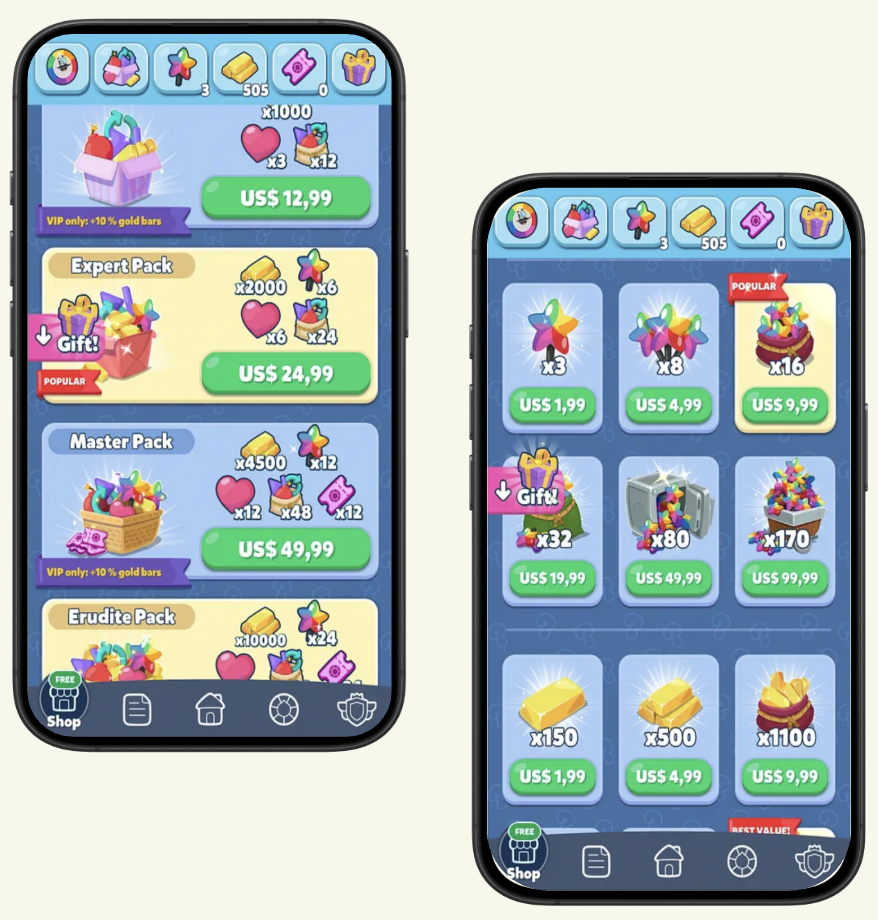 3
505
0
x1000
x3
x12
US$ 12,99
VIP only: +10 % gold bars
Expert Pack
x2000
x6
x6
x24
Gift!
US$ 24,99
POPULAR
Master Pack
x4500
x12
x12
x48
x12
US$ 49,99
VIP only: +10 % gold bars
Erudite Pack
x10000
x24
FREE
Shop
3
505
0
POPULAR
x3
x8
x16
US$ 1,99
US$ 4,99
US$ 9,99
Gift!
x32
x80
x170
US$ 19,99
US$ 49,99
US$ 99,99
x150
x500
x1100
US$ 1,99
US$ 4,99
US$ 9,99
BEST VALUE!
FREE
Shop